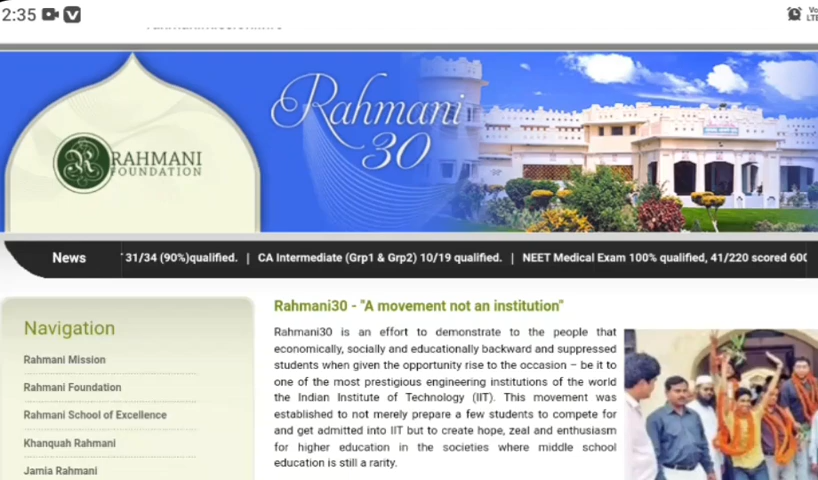 2:35
Vo
LTE
Rahmani
30
RAHMANI
FOUNDATION
News
31/34 (90%)qualified. | CA Intermediate (Grp1 & Grp2) 10/19 qualified. | NEET Medical Exam 100% qualified, 41/220 scored 600
Rahmani30 - "A movement not an institution"
Navigation
Rahmani Mission
Rahmani Foundation
Rahmani School of Excellence
Khanquah Rahmani
Jamia Rahmani
Rahmani30 is an effort to demonstrate to the people that
economically, socially and educationally backward and suppressed
students when given the opportunity rise to the occasion – be it to
one of the most prestigious engineering institutions of the world
the Indian Institute of Technology (IIT). This movement was
established to not merely prepare a few students to compete for
and get admitted into IIT but to create hope, zeal and enthusiasm
for higher education in the societies where middle school
education is still a rarity.